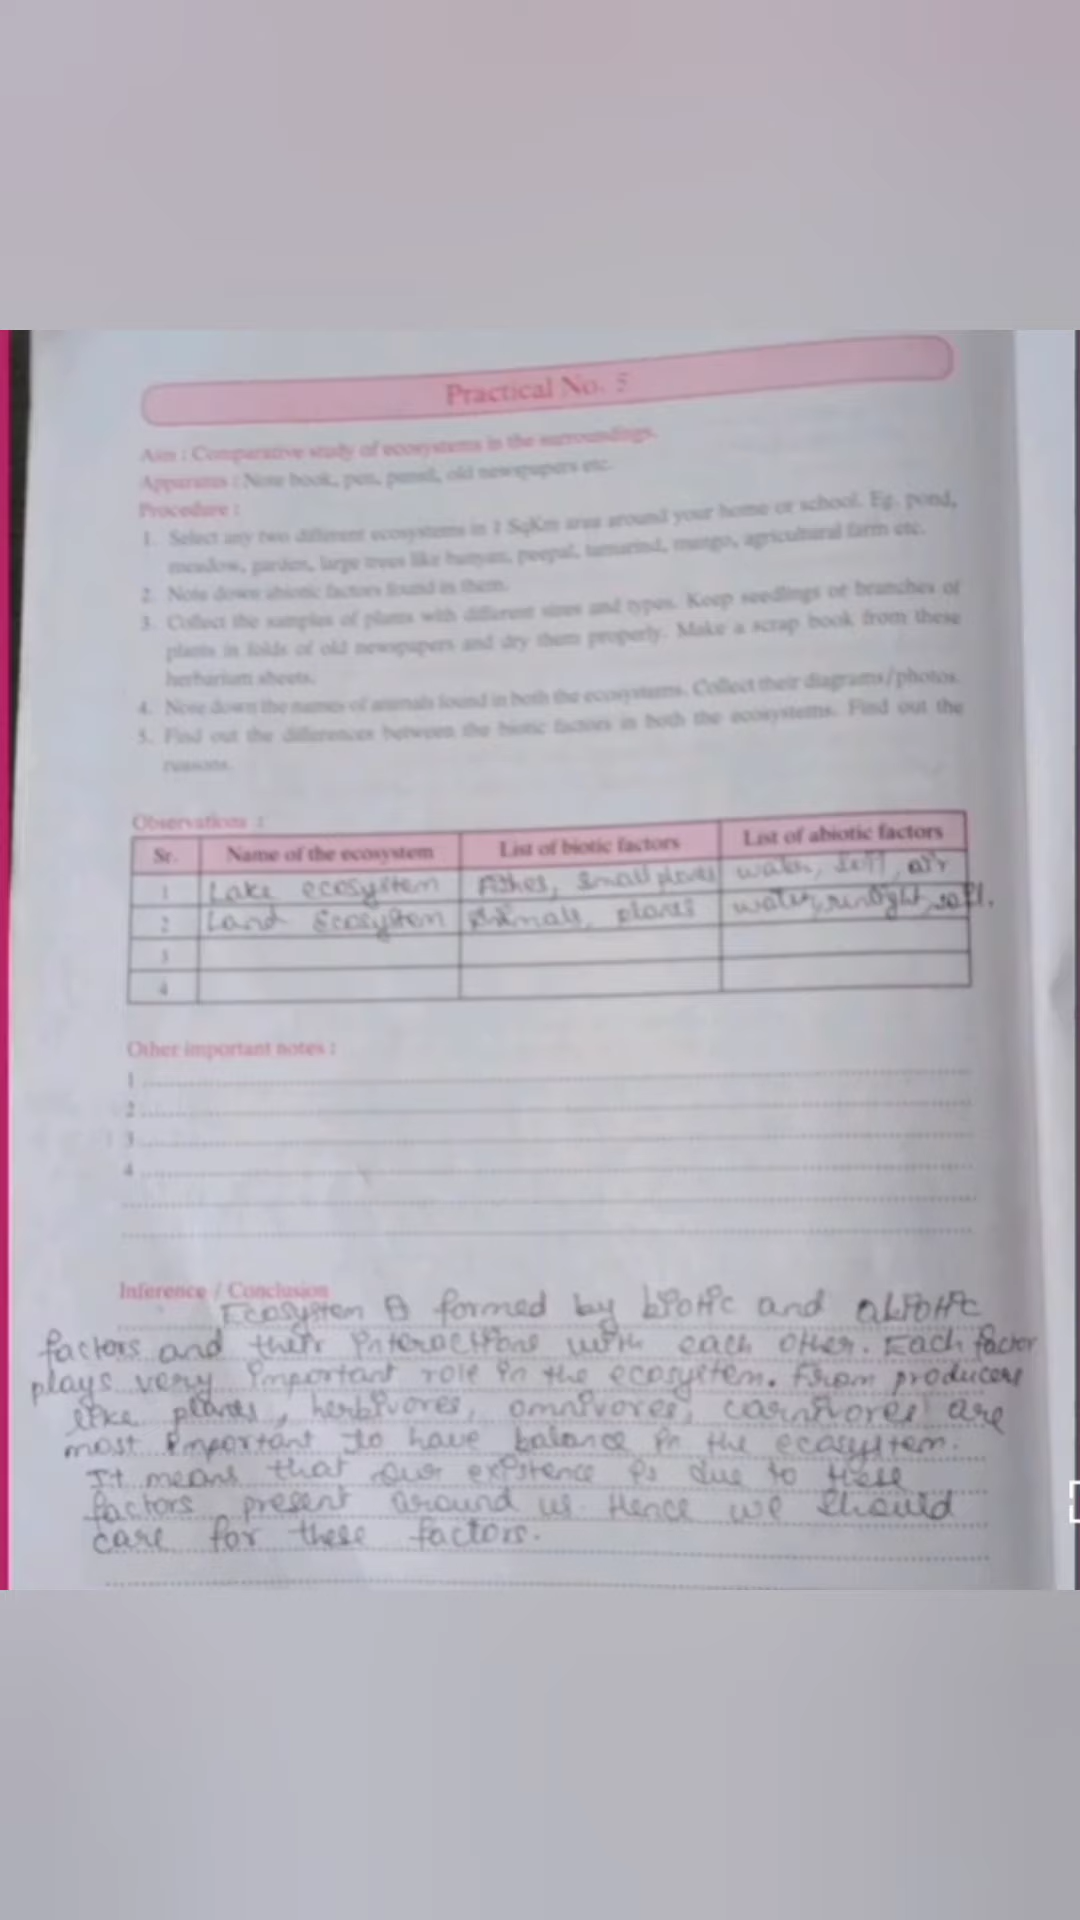 Practical No. 5
Aim : Comparative study of ecosystems in the surroundings.
Apparatus : Note book, pen, pencil, old newspapers etc.
Procedure :
1. Select any two different ecosystems in 1 SqKm area around your home or school. Eg. pond,
meadow, garden, large trees like banyan, peepal, tamarind, mango, agricultural farm etc.
2. Note down abiotic factors found in them.
3. Collect the samples of plants with different sizes and types. Keep seedlings or branches of
plants in folds of old newspapers and dry them properly. Make a scrap book from these
herbarium sheets.
4. Note down the names of animals found in both the ecosystems. Collect their diagrams/photos.
5. Find out the differences between the biotic factors in both the ecosystems. Find out the
reasons.
Observations :
Sr. Name of the ecosystem List of biotic factors List of abiotic factors
1 Lake ecosystem fishes, small plants water, soil, air
2 Land Ecosystem Animals, plants water, sunlight, soil.
3
4
Other important notes :
1
2
3
4
Inference / Conclusion
Ecosystem is formed by biotic and abiotic
factors and their interactions with each other. Each factor
plays very important role in the ecosystem. From producers
like plants, herbivores, omnivores, carnivores are
most important to have balance in the ecosystem.
It means that our existence is due to these
factors present around us. Hence we should
care for these factors.